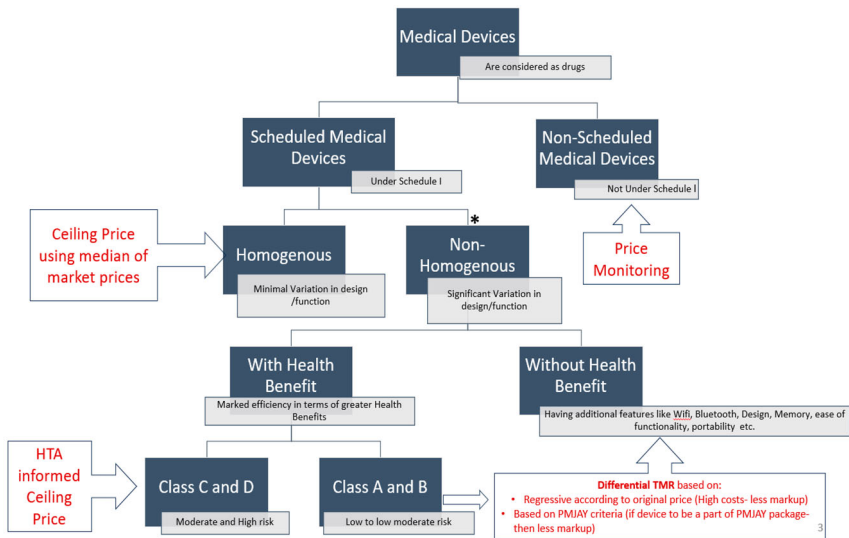 Medical Devices
Are considered as drugs
Scheduled Medical
Devices
Under Schedule I
Non-Scheduled
Medical Devices
Not Under Schedule I
Ceiling Price
using median of
market prices
Homogenous
Minimal Variation in design
/function
*
Non-
Homogenous
Significant Variation in
design/function
Price
Monitoring
With Health
Benefit
Marked efficiency in terms of greater Health
Benefits
Without Health
Benefit
Having additional features like Wifi, Bluetooth, Design, Memory, ease of
functionality, portability etc.
HTA
informed
Ceiling
Price
Class C and D
Moderate and High risk
Class A and B
Low to low moderate risk
Differential TMR based on:
• Regressive according to original price (High costs- less markup)
• Based on PMJAY criteria (if device to be a part of PMJAY package-
then less markup)
3